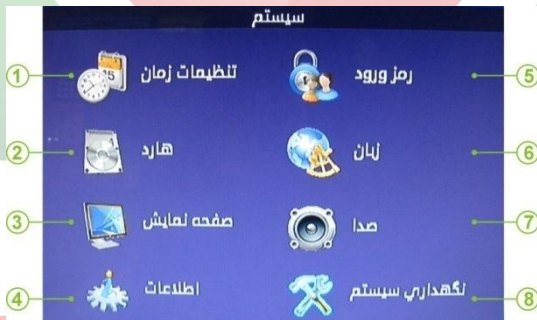 سیستم
① تنظیمات زمان
رمز ورود ⑤
② هارد
زبان ⑥
③ صفحه نمایش
صدا ⑦
④ اطلاعات
نگهداري سیستم ⑧